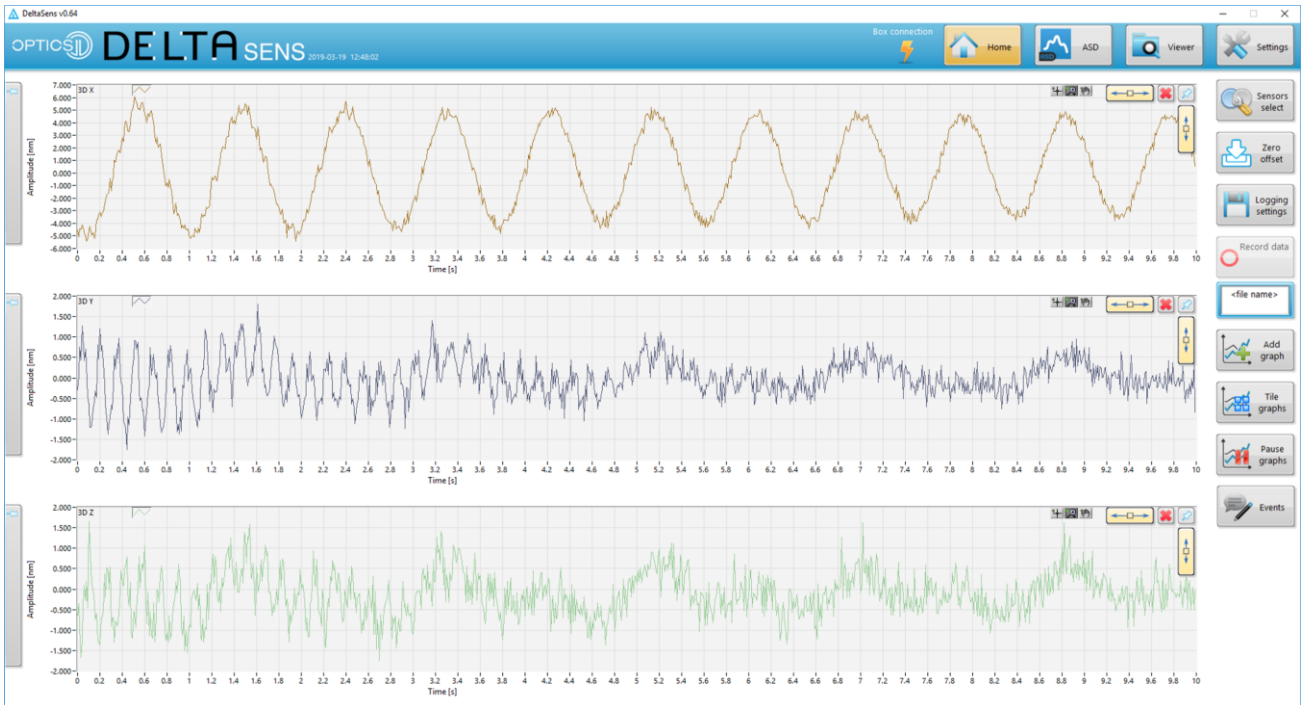 DeltaSens v0.64
OPTICS11 DELTA SENS 2019-03-19 12:48:02
Box connection
Home
ASD
Viewer
Settings
3D X
Amplitude [nm]
7.000
6.000
5.000
4.000
3.000
2.000
1.000
0.000
-1.000
-2.000
-3.000
-4.000
-5.000
-6.000
0 0.2 0.4 0.6 0.8 1 1.2 1.4 1.6 1.8 2 2.2 2.4 2.6 2.8 3 3.2 3.4 3.6 3.8 4 4.2 4.4 4.6 4.8 5 5.2 5.4 5.6 5.8 6 6.2 6.4 6.6 6.8 7 7.2 7.4 7.6 7.8 8 8.2 8.4 8.6 8.8 9 9.2 9.4 9.6 9.8 10
Time [s]
3D Y
Amplitude [nm]
2.000
1.500
1.000
0.500
0.000
-0.500
-1.000
-1.500
-2.000
0 0.2 0.4 0.6 0.8 1 1.2 1.4 1.6 1.8 2 2.2 2.4 2.6 2.8 3 3.2 3.4 3.6 3.8 4 4.2 4.4 4.6 4.8 5 5.2 5.4 5.6 5.8 6 6.2 6.4 6.6 6.8 7 7.2 7.4 7.6 7.8 8 8.2 8.4 8.6 8.8 9 9.2 9.4 9.6 9.8 10
Time [s]
3D Z
Amplitude [nm]
2.000
1.500
1.000
0.500
0.000
-0.500
-1.000
-1.500
-2.000
0 0.2 0.4 0.6 0.8 1 1.2 1.4 1.6 1.8 2 2.2 2.4 2.6 2.8 3 3.2 3.4 3.6 3.8 4 4.2 4.4 4.6 4.8 5 5.2 5.4 5.6 5.8 6 6.2 6.4 6.6 6.8 7 7.2 7.4 7.6 7.8 8 8.2 8.4 8.6 8.8 9 9.2 9.4 9.6 9.8 10
Time [s]
Sensors
select
Zero
offset
Logging
settings
Record data
<file name>
Add
graph
Tile
graphs
Pause
graphs
Events